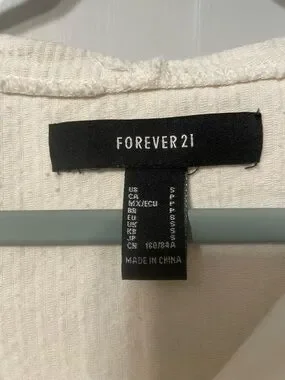 FOREVER 21
US S
CA P
MX/ECU P
BR P
EU S
UK S
KR S
JP S
CN 160/84A
MADE IN CHINA